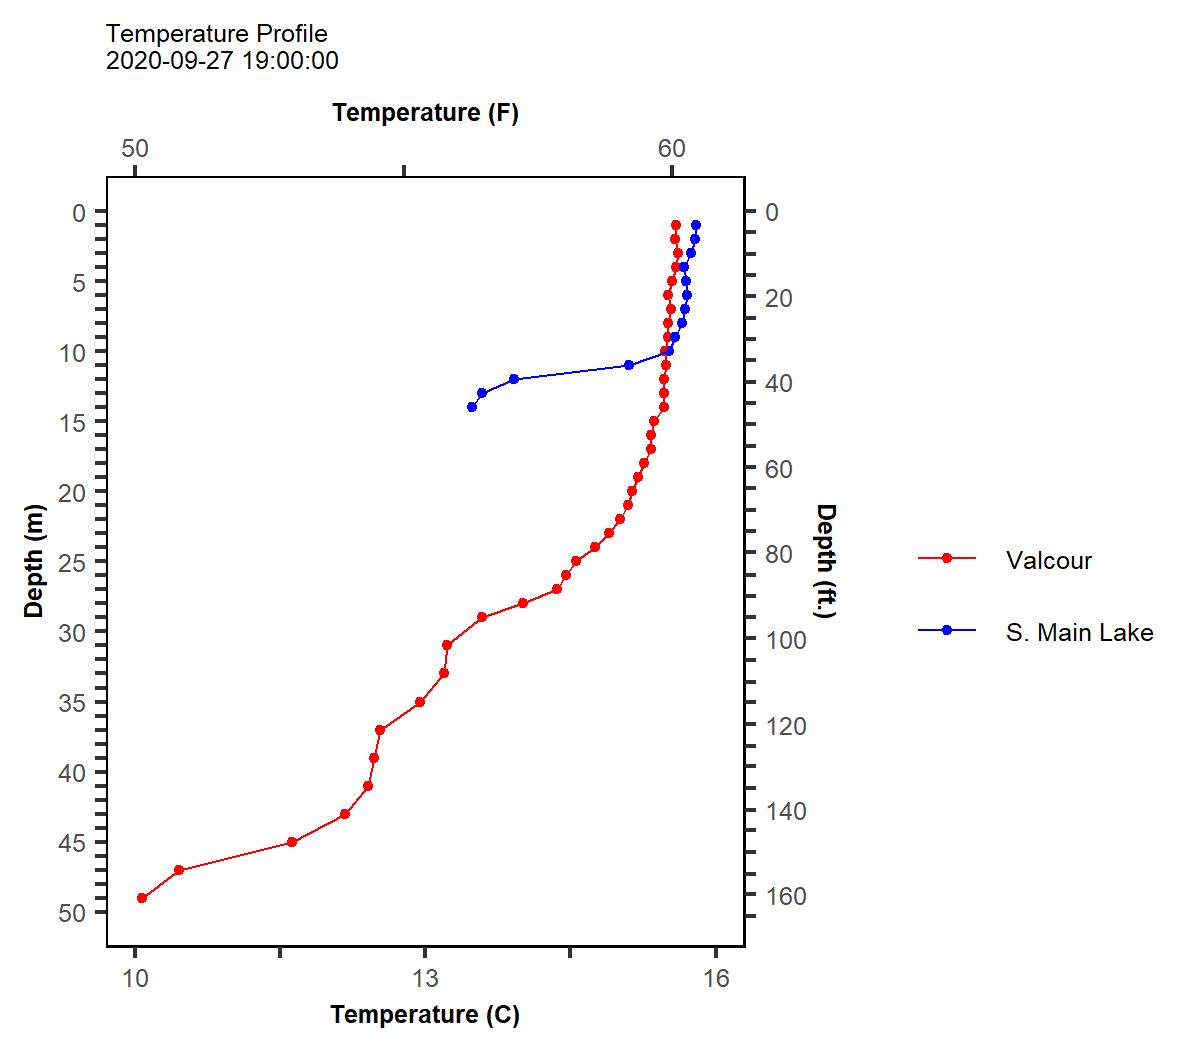 Temperature Profile
2020-09-27 19:00:00
Temperature (F)
50 60
0 0
5
20
10
40
15
60
20
Depth (m) Depth (ft.)
25 80
Valcour
30 100
S. Main Lake
35
120
40
140
45
160
50
10 13 16
Temperature (C)